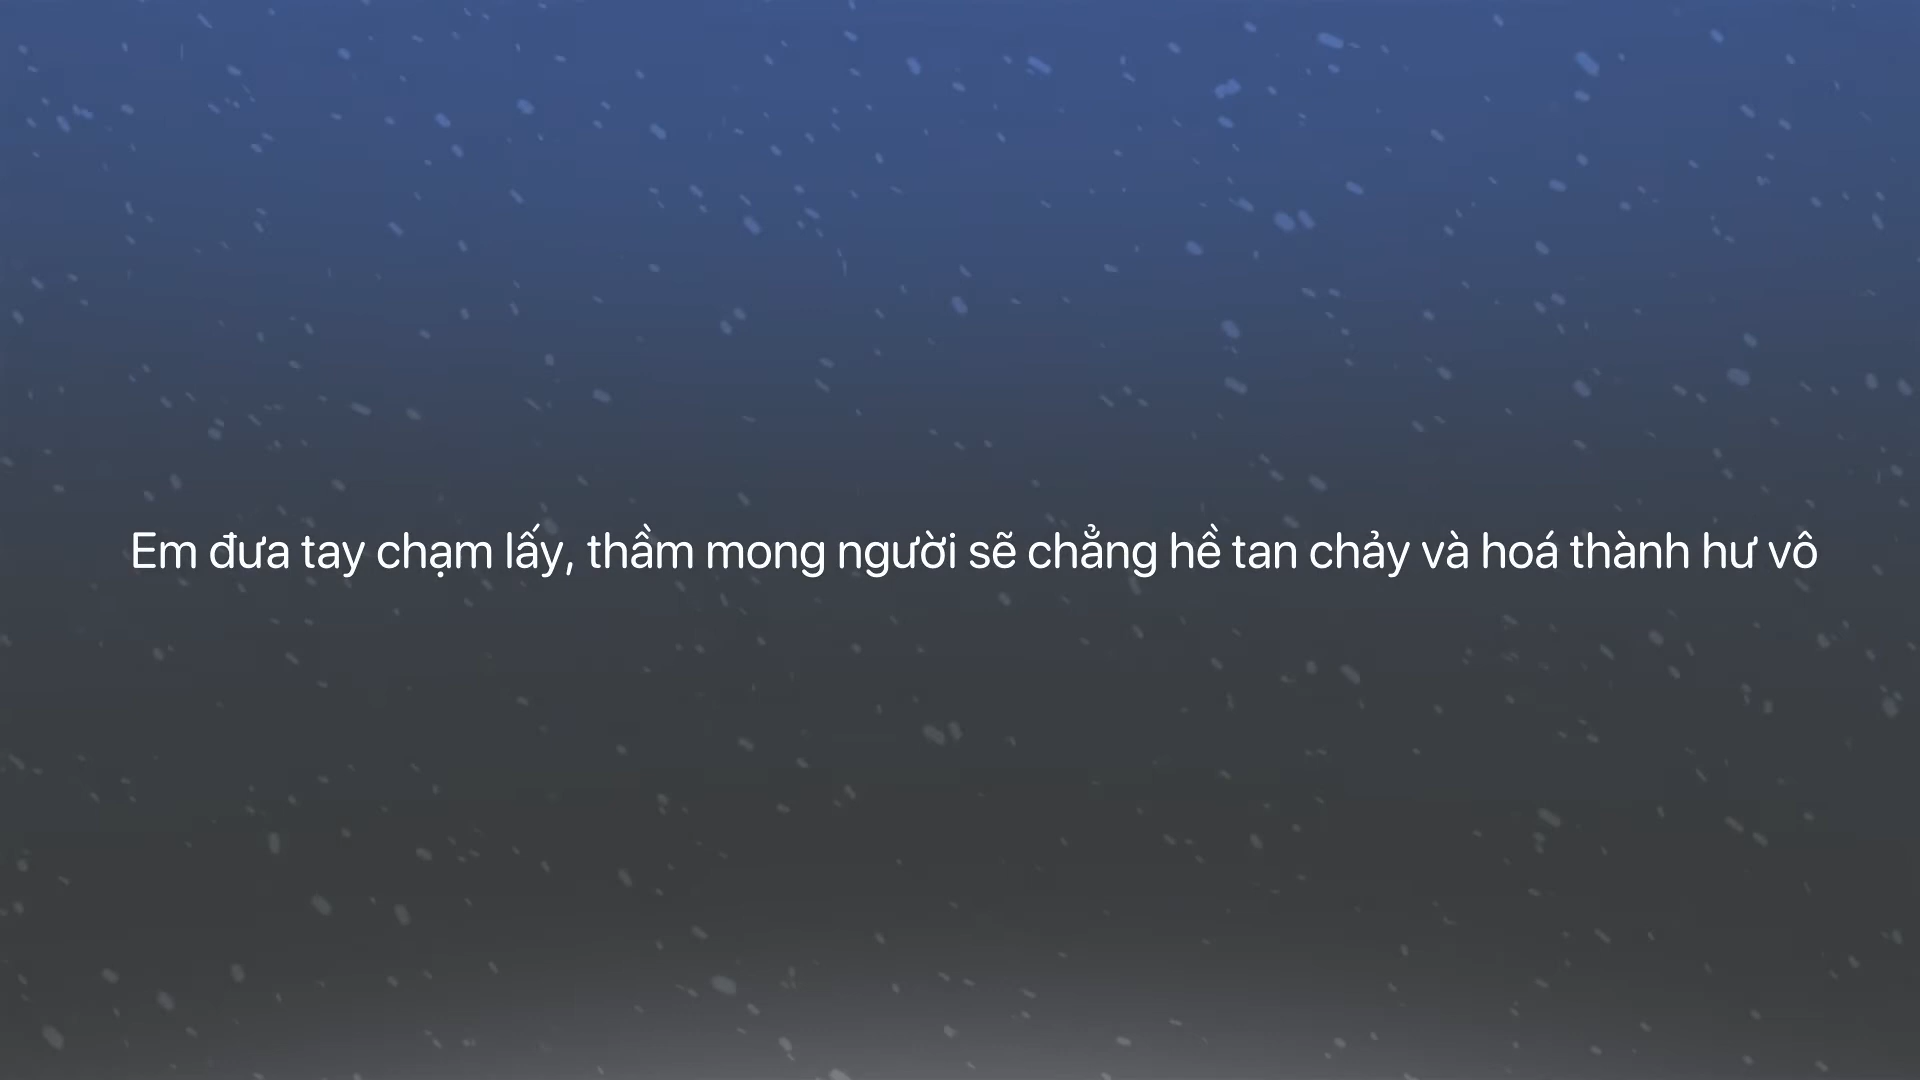 Em đưa tay chạm lấy, thầm mong người sẽ chẳng hề tan chảy và hoá thành hư vô